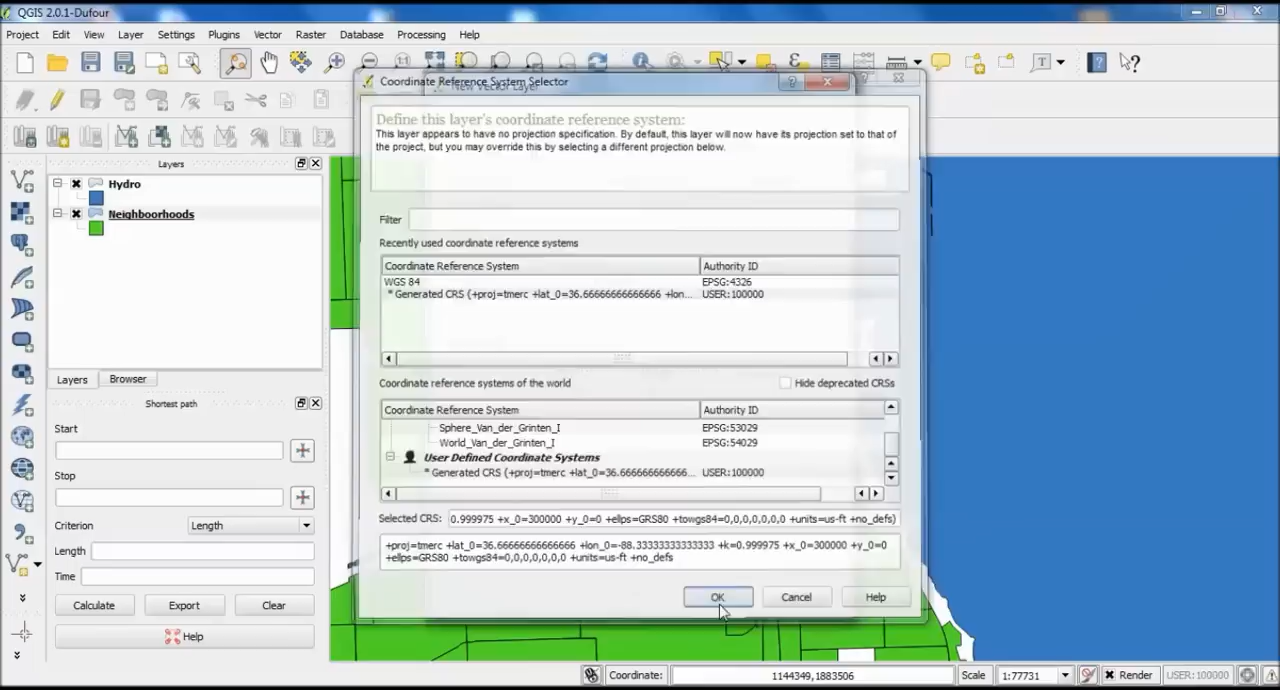 QGIS 2.0.1-Dufour
Project Edit View Layer Settings Plugins Vector Raster Database Processing Help
Coordinate Reference System Selector
New Vector Layer
Define this layer's coordinate reference system:
This layer appears to have no projection specification. By default, this layer will now have its projection set to that of
the project, but you may override this by selecting a different projection below.
Layers
Hydro
Neighboorhoods
Filter
Recently used coordinate reference systems
Coordinate Reference System Authority ID
WGS 84 EPSG:4326
* Generated CRS (+proj=tmerc +lat_0=36.66666666666666 +lon... USER:100000
Layers Browser
Coordinate reference systems of the world
Hide deprecated CRSs
Shortest path
Coordinate Reference System Authority ID
Start
Sphere_Van_der_Grinten_I EPSG:53029
World_Van_der_Grinten_I EPSG:54029
User Defined Coordinate Systems
* Generated CRS (+proj=tmerc +lat_0=36.666666666666... USER:100000
Stop
Criterion Length
Selected CRS: 0.999975 +x_0=300000 +y_0=0 +ellps=GRS80 +towgs84=0,0,0,0,0,0,0 +units=us-ft +no_defs)
Length
+proj=tmerc +lat_0=36.66666666666666 +lon_0=-88.33333333333333 +k=0.999975 +x_0=300000 +y_0=0
+ellps=GRS80 +towgs84=0,0,0,0,0,0,0 +units=us-ft +no_defs
Time
Calculate Export Clear
OK Cancel Help
Help
Coordinate: 1144349,1883506 Scale 1:77731 Render USER:100000